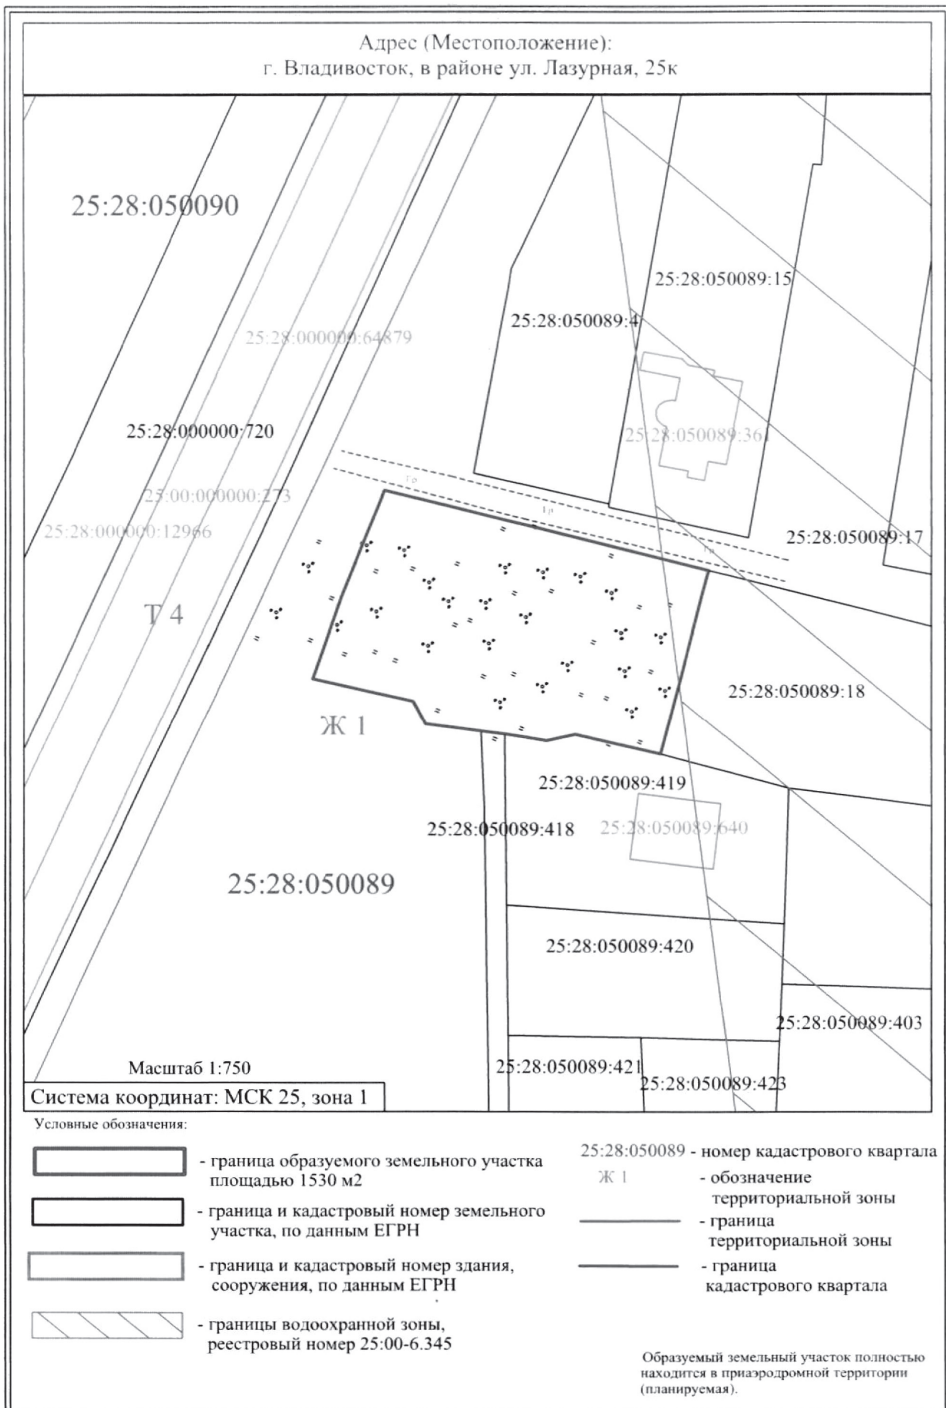 Адрес (Местоположение):
г. Владивосток, в районе ул. Лазурная, 25к
25:28:050090
25:28:050089:15
25:28:050089:4
25:28:000000:64879
25:28:000000:720
25:28:050089:361
25:00:000000:273
25:28:000000:12966
25:28:050089:17
Т 4
25:28:050089:18
Ж 1
25:28:050089:419
25:28:050089:418
25:28:050089:640
25:28:050089
25:28:050089:420
25:28:050089:403
Масштаб 1:750
25:28:050089:421
25:28:050089:423
Система координат: МСК 25, зона 1
Условные обозначения:
- граница образуемого земельного участка
площадью 1530 м2
- граница и кадастровый номер земельного
участка, по данным ЕГРН
- граница и кадастровый номер здания,
сооружения, по данным ЕГРН
- границы водоохранной зоны,
реестровый номер 25:00-6.345
25:28:050089 - номер кадастрового квартала
Ж 1 - обозначение
территориальной зоны
- граница
территориальной зоны
- граница
кадастрового квартала
Образуемый земельный участок полностью
находится в приаэродромной территории
(планируемая).